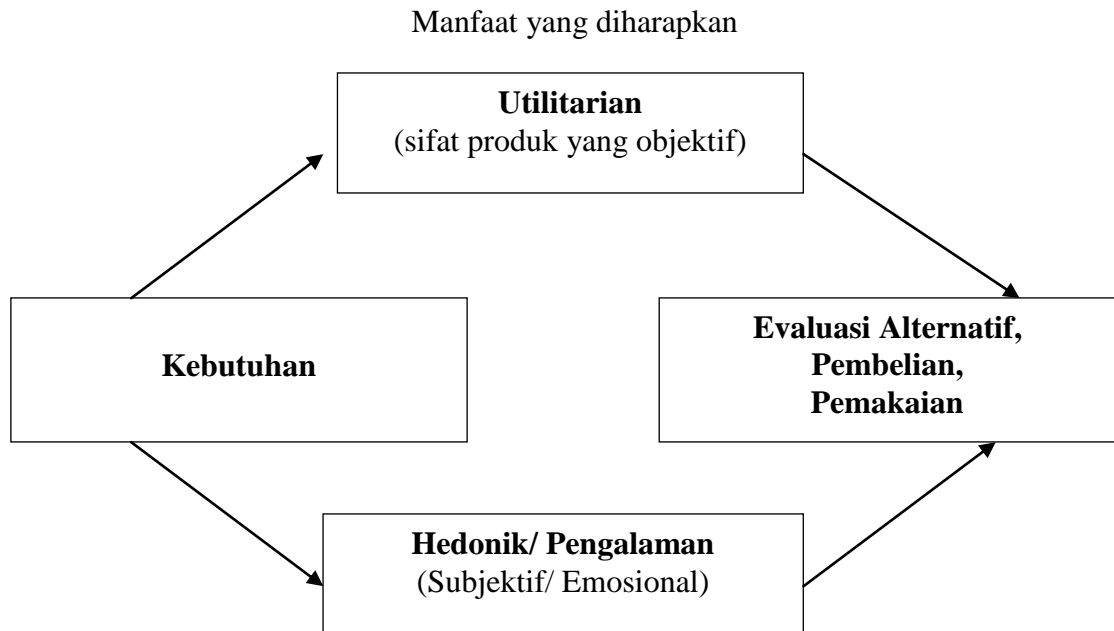 Manfaat yang diharapkan
Utilitarian
(sifat produk yang objektif)
Kebutuhan
Evaluasi Alternatif,
Pembelian,
Pemakaian
Hedonik/ Pengalaman
(Subjektif/ Emosional)